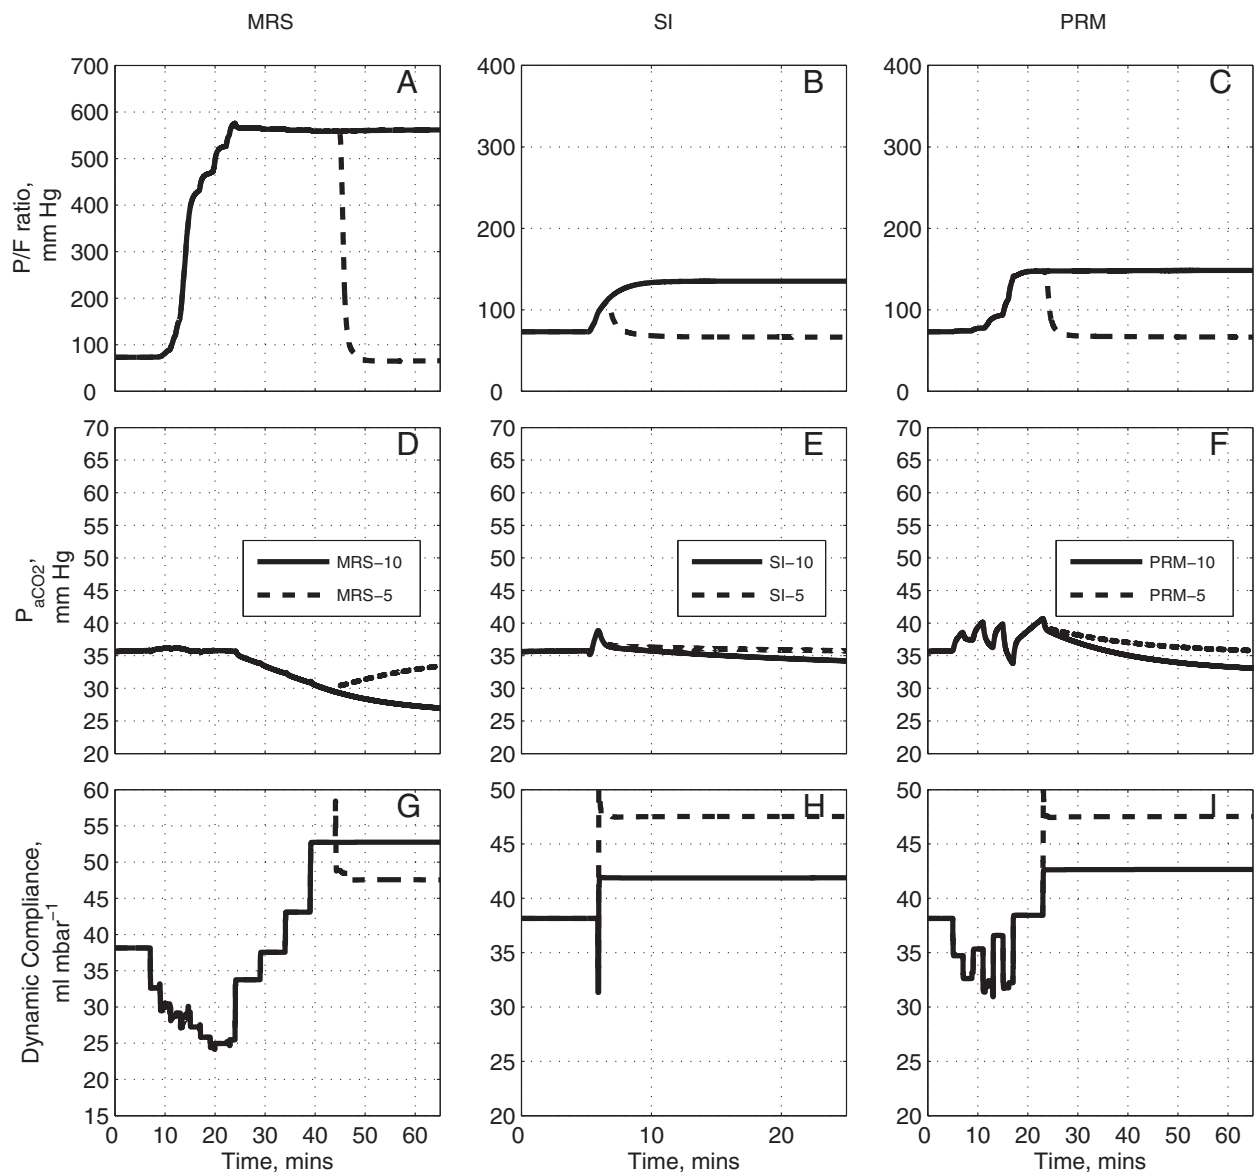 MRS
SI
PRM
P/F ratio,
mm Hg
700
600
500
400
300
200
100
0
A
400
300
200
100
0
B
400
300
200
100
0
C
PaCO2,
mm Hg
70
65
60
55
50
45
40
35
30
25
20
D
MRS−10
MRS−5
70
65
60
55
50
45
40
35
30
25
20
E
SI−10
SI−5
70
65
60
55
50
45
40
35
30
25
20
F
PRM−10
PRM−5
Dynamic Compliance,
ml mbar−1
60
55
50
45
40
35
30
25
20
15
G
0 10 20 30 40 50 60
Time, mins
50
45
40
35
30
25
20
H
0 10 20
Time, mins
50
45
40
35
30
25
20
I
0 10 20 30 40 50 60
Time, mins